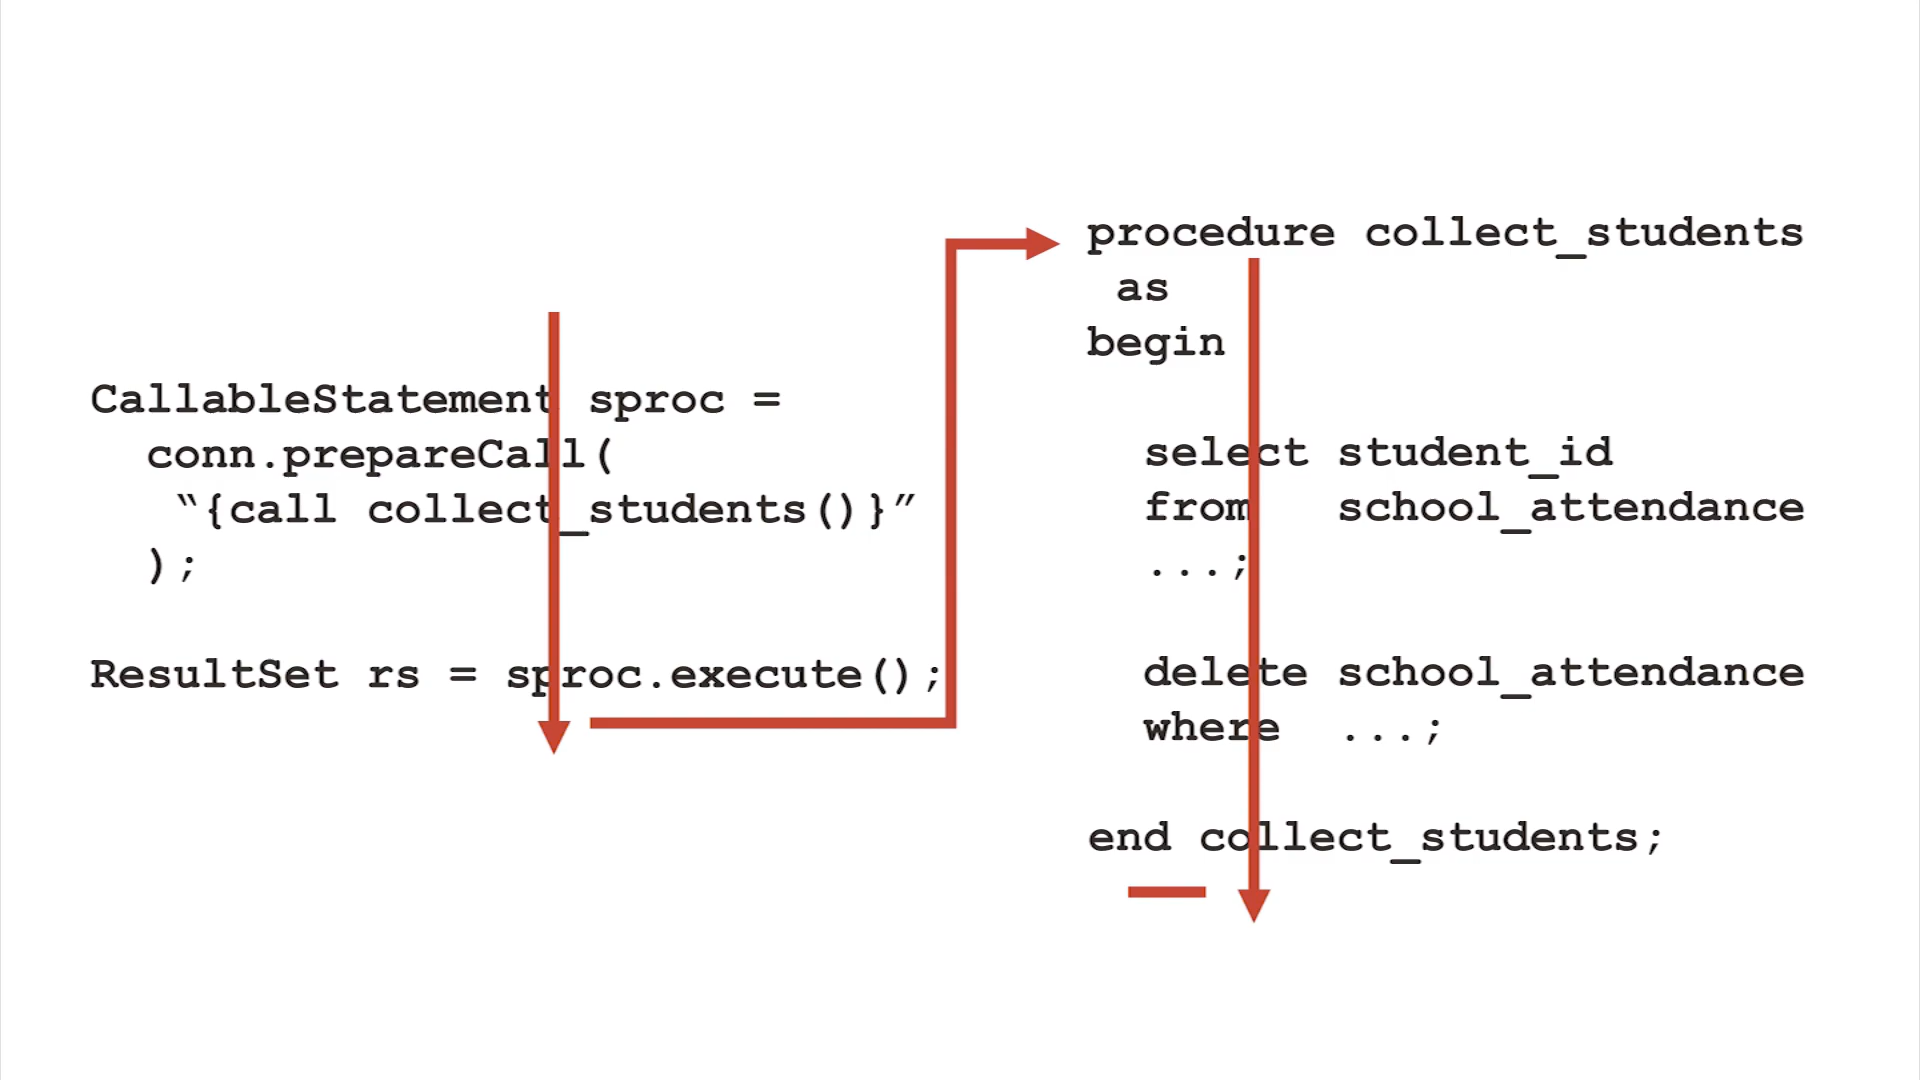 CallableStatement sproc =
conn.prepareCall(
“{call collect_students()}”
);
ResultSet rs = sproc.execute();
procedure collect_students
as
begin
select student_id
from school_attendance
...;
delete school_attendance
where ...;
end collect_students;